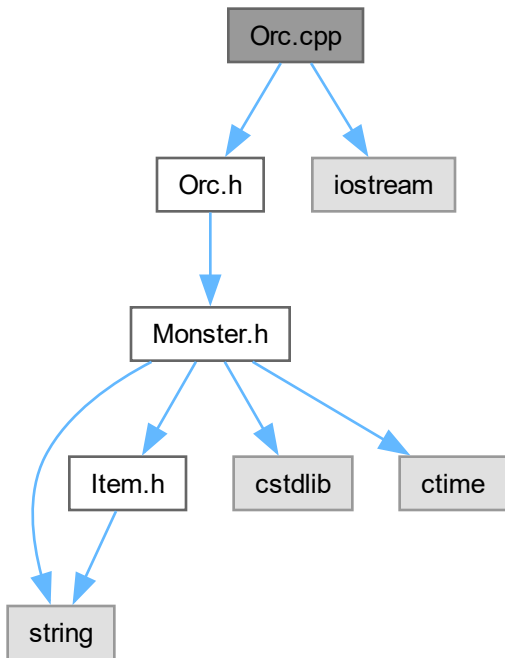 Orc.cpp
Orc.h
iostream
Monster.h
Item.h
cstdlib
ctime
string